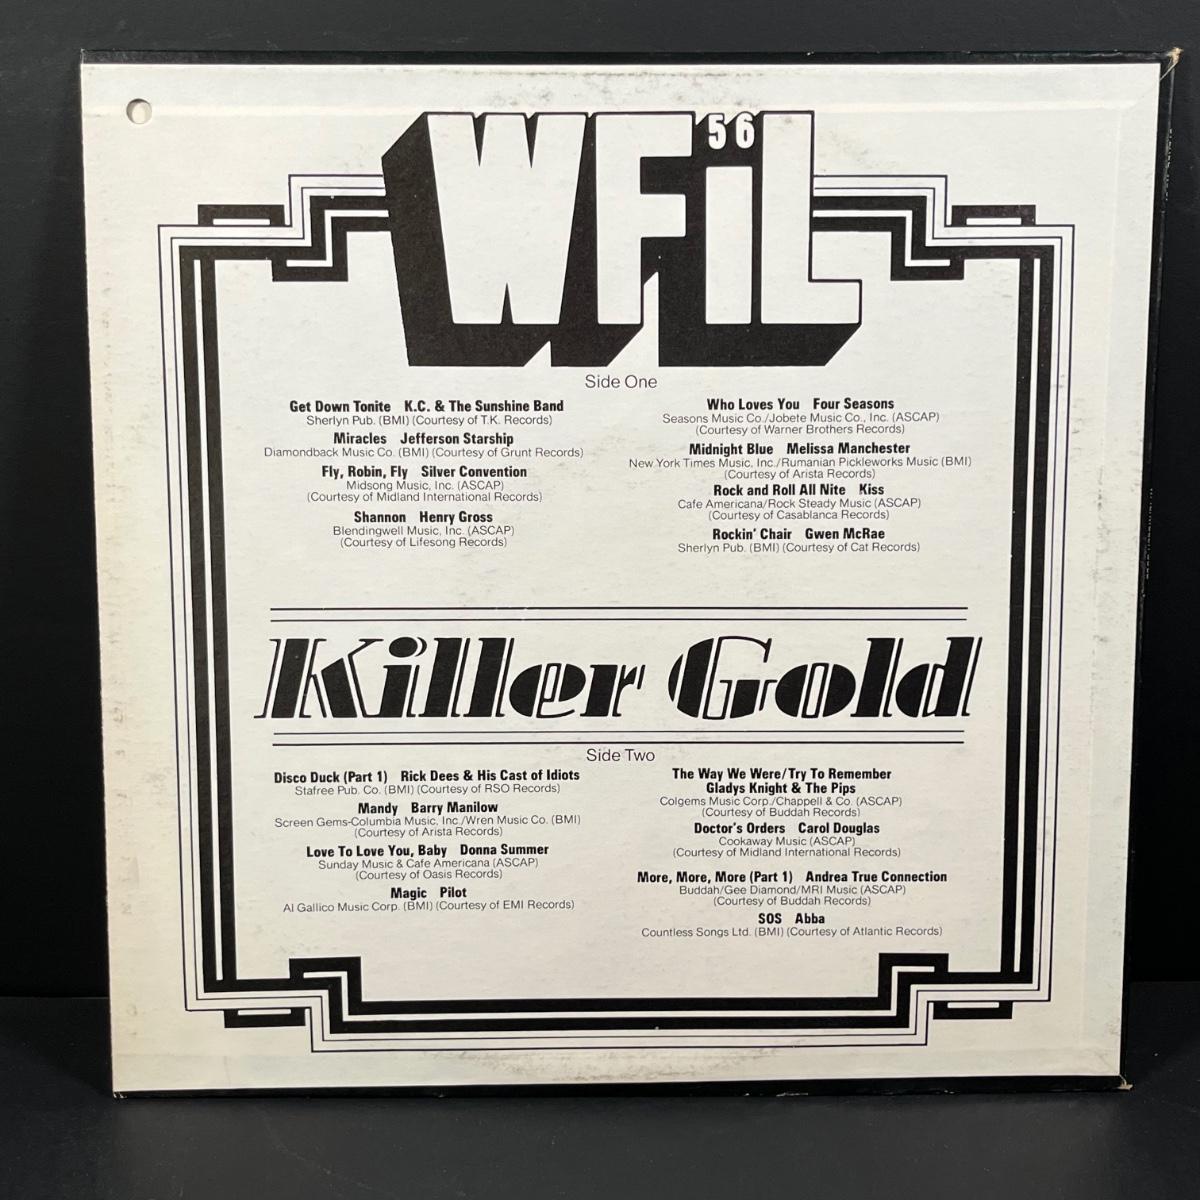 WFiL
56
Side One
Get Down Tonite K.C. & The Sunshine Band
Sherlyn Pub. (BMI) (Courtesy of T.K. Records)
Miracles Jefferson Starship
Diamondback Music Co. (BMI) (Courtesy of Grunt Records)
Fly, Robin, Fly Silver Convention
Midsong Music, Inc. (ASCAP)
(Courtesy of Midland International Records)
Shannon Henry Gross
Blendingwell Music, Inc. (ASCAP)
(Courtesy of Lifesong Records)
Who Loves You Four Seasons
Seasons Music Co./Jobete Music Co., Inc. (ASCAP)
(Courtesy of Warner Brothers Records)
Midnight Blue Melissa Manchester
New York Times Music, Inc./Rumanian Pickleworks Music (BMI)
(Courtesy of Arista Records)
Rock and Roll All Nite Kiss
Cafe Americana/Rock Steady Music (ASCAP)
(Courtesy of Casablanca Records)
Rockin' Chair Gwen McRae
Sherlyn Pub. (BMI) (Courtesy of Cat Records)
Killer Gold
Side Two
Disco Duck (Part 1) Rick Dees & His Cast of Idiots
Stafree Pub. Co. (BMI) (Courtesy of RSO Records)
Mandy Barry Manilow
Screen Gems-Columbia Music, Inc./Wren Music Co. (BMI)
(Courtesy of Arista Records)
Love To Love You, Baby Donna Summer
Sunday Music & Cafe Americana (ASCAP)
(Courtesy of Oasis Records)
Magic Pilot
Al Gallico Music Corp. (BMI) (Courtesy of EMI Records)
The Way We Were/Try To Remember
Gladys Knight & The Pips
Colgems Music Corp./Chappell & Co. (ASCAP)
(Courtesy of Buddah Records)
Doctor's Orders Carol Douglas
Cookaway Music (ASCAP)
(Courtesy of Midland International Records)
More, More, More (Part 1) Andrea True Connection
Buddah/Gee Diamond/MRI Music (ASCAP)
(Courtesy of Buddah Records)
SOS Abba
Countless Songs Ltd. (BMI) (Courtesy of Atlantic Records)